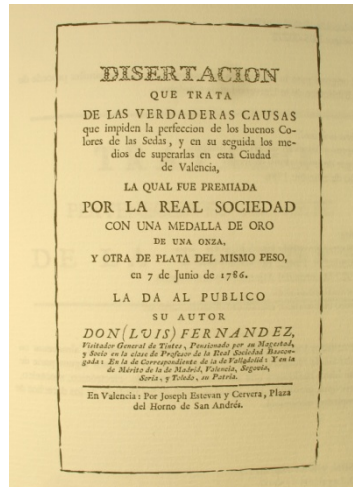 DISERTACION
QUE TRATA
DE LAS VERDADERAS CAUSAS
que impiden la perfeccion de los buenos Co-
lores de las Sedas, y en su seguida los me-
dios de superarlas en esta Ciudad
de Valencia,
LA QUAL FUE PREMIADA
POR LA REAL SOCIEDAD
CON UNA MEDALLA DE ORO
DE UNA ONZA,
Y OTRA DE PLATA DEL MISMO PESO,
en 7 de Junio de 1786.
LA DA AL PUBLICO
SU AUTOR
DON (LUIS) FERNANDEZ,
Visitador General de Tintes, Pensionado por su Magestad,
y Socio en la clase de Profesor de la Real Sociedad Bascon-
gada: En la de Correspondiente de la de Valladolid: Y en la
de Mérito de la de Madrid, Valencia, Segovia,
Soria, y Toledo, su Patria.
En Valencia: Por Joseph Estevan y Cervera, Plaza
del Horno de San Andrés.